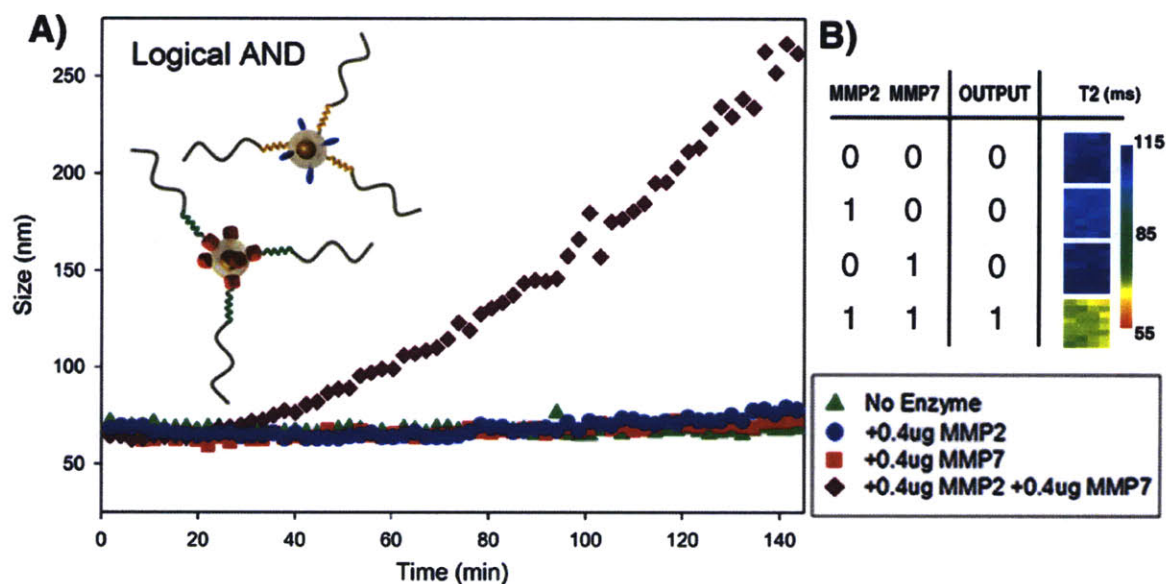 A)
Logical AND
Size (nm)
250
200
150
100
50
0
20
40
60
80
100
120
140
Time (min)
B)
MMP2 MMP7 OUTPUT T2 (ms)
0 0 0
1 0 0
0 1 0
1 1 1
115
85
55
No Enzyme
+0.4ug MMP2
+0.4ug MMP7
+0.4ug MMP2 +0.4ug MMP7